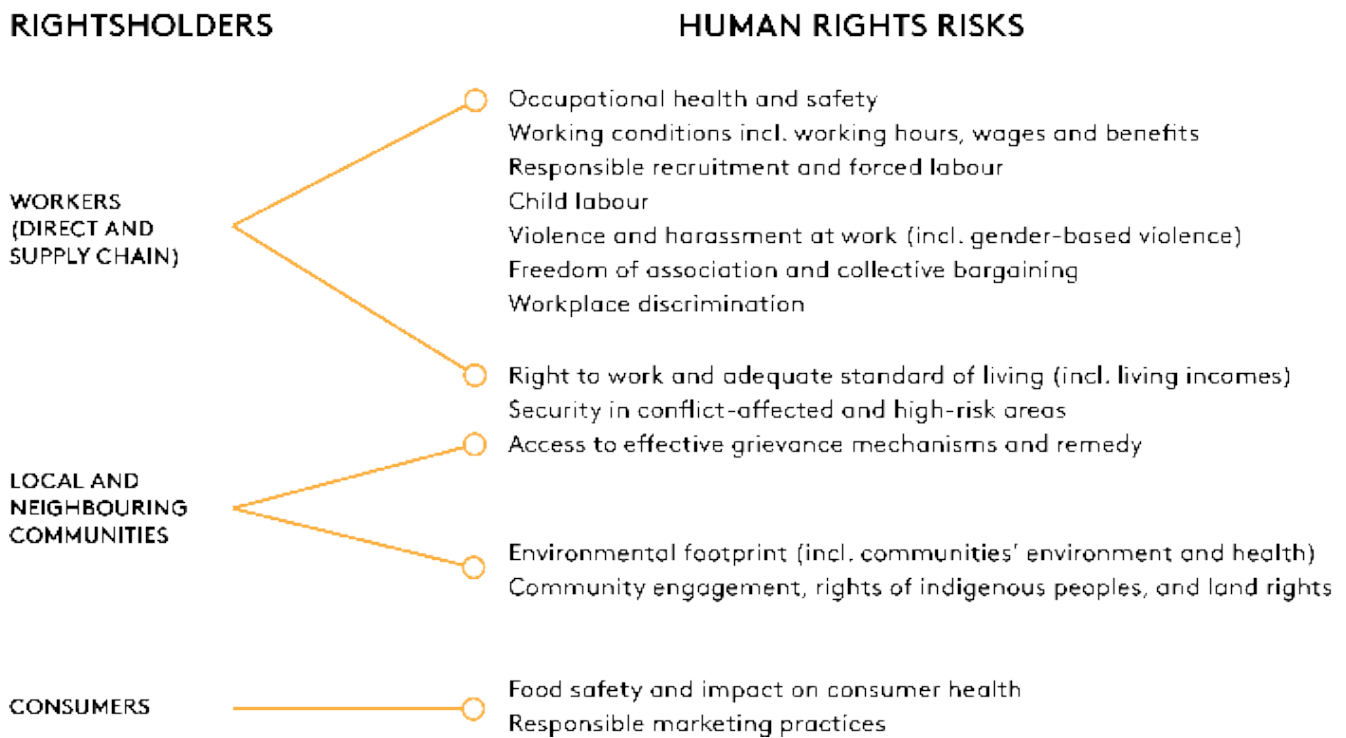 RIGHTSHOLDERS
HUMAN RIGHTS RISKS
WORKERS
(DIRECT AND
SUPPLY CHAIN)
Occupational health and safety
Working conditions incl. working hours, wages and benefits
Responsible recruitment and forced labour
Child labour
Violence and harassment at work (incl. gender-based violence)
Freedom of association and collective bargaining
Workplace discrimination
Right to work and adequate standard of living (incl. living incomes)
Security in conflict-affected and high-risk areas
Access to effective grievance mechanisms and remedy
LOCAL AND
NEIGHBOURING
COMMUNITIES
Environmental footprint (incl. communities' environment and health)
Community engagement, rights of indigenous peoples, and land rights
CONSUMERS
Food safety and impact on consumer health
Responsible marketing practices